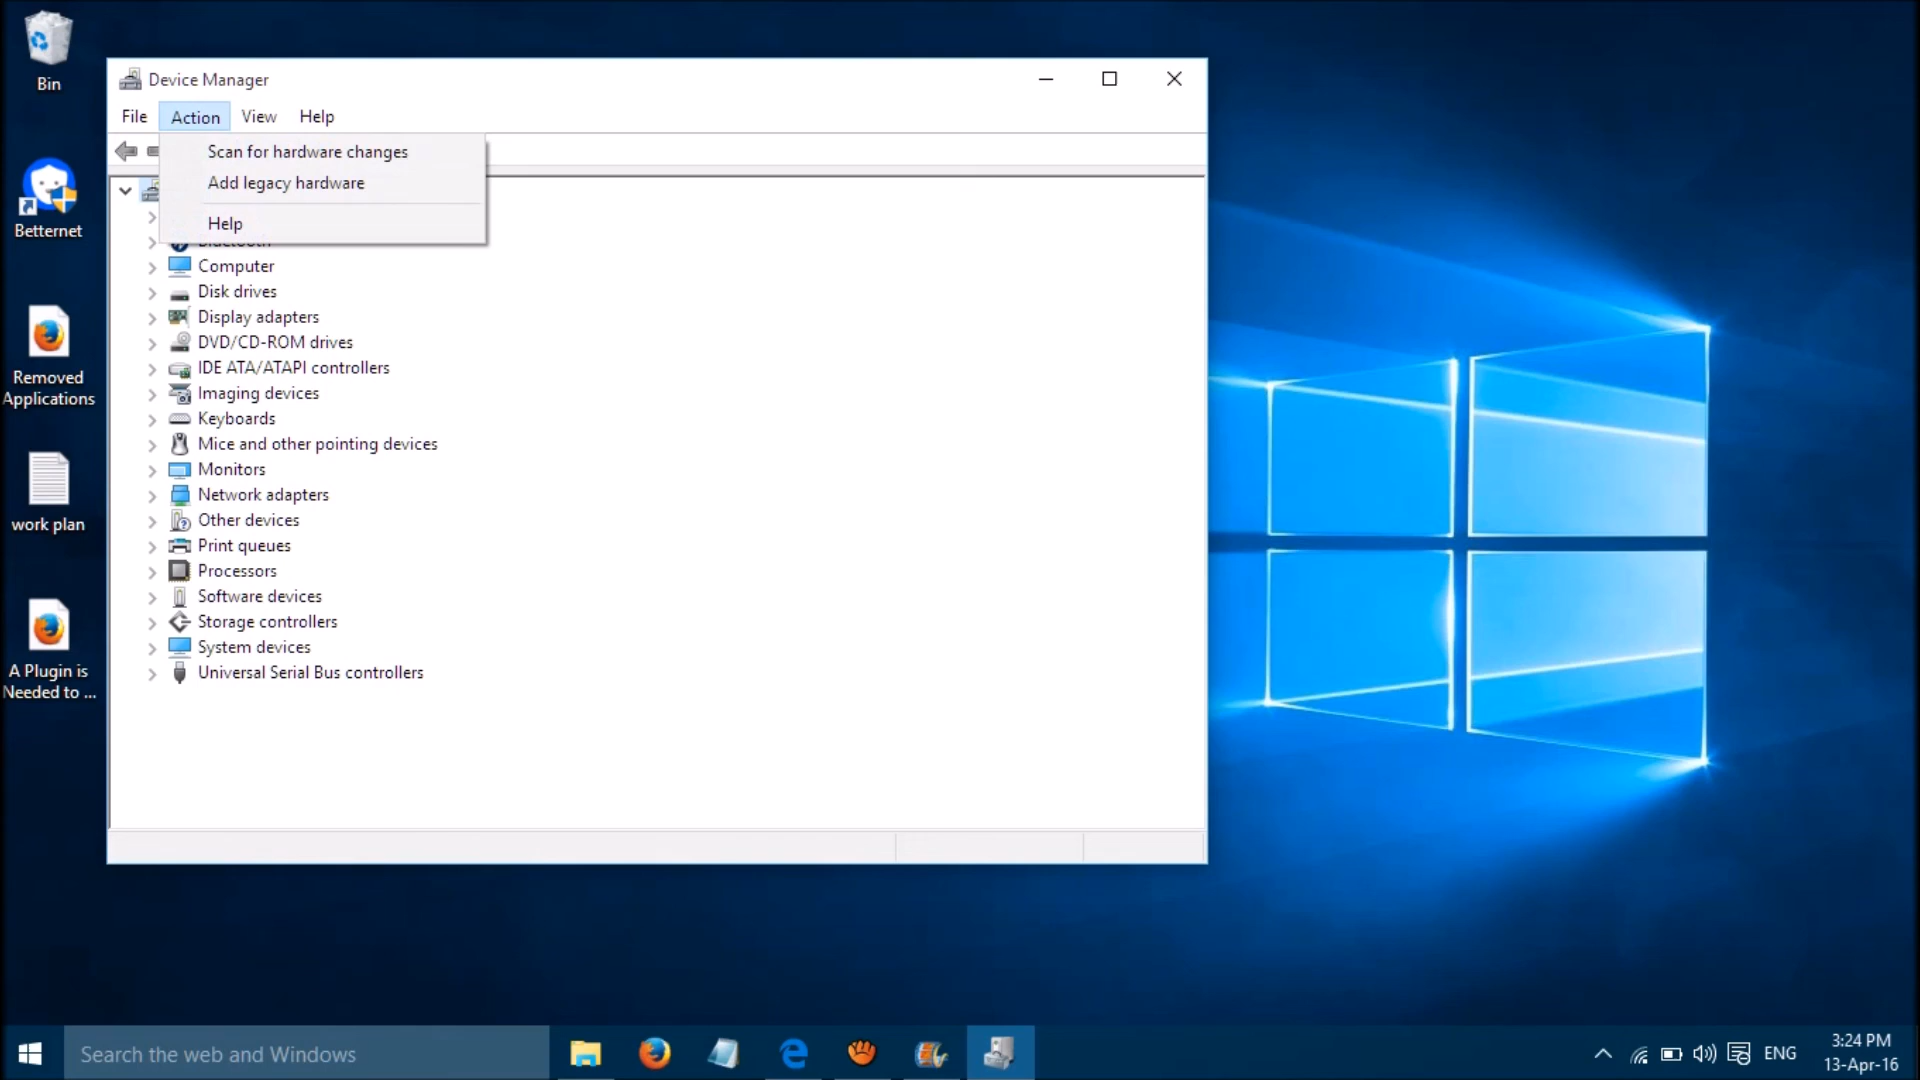 Bin
Betternet
Removed
Applications
work plan
A Plugin is
Needed to ...
Device Manager
File Action View Help
Scan for hardware changes
Add legacy hardware
Help
Bluetooth
Computer
Disk drives
Display adapters
DVD/CD-ROM drives
IDE ATA/ATAPI controllers
Imaging devices
Keyboards
Mice and other pointing devices
Monitors
Network adapters
Other devices
Print queues
Processors
Software devices
Storage controllers
System devices
Universal Serial Bus controllers
Search the web and Windows
ENG
3:24 PM
13-Apr-16